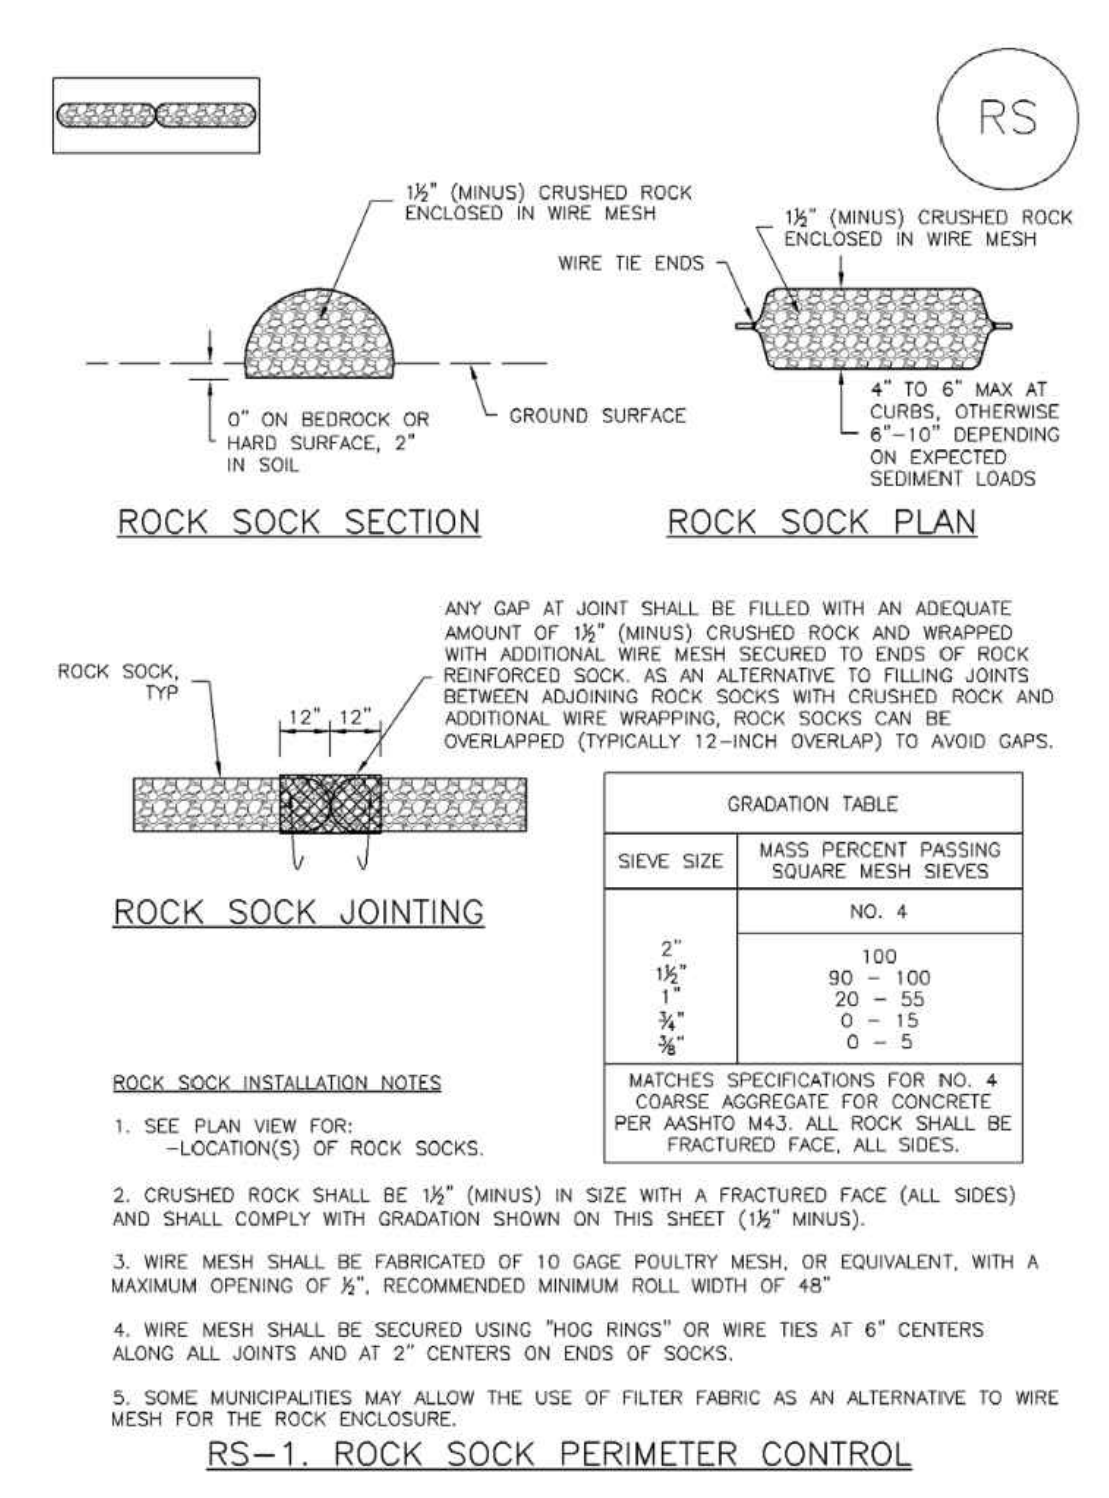 RS
1½" (MINUS) CRUSHED ROCK
ENCLOSED IN WIRE MESH
0" ON BEDROCK OR
HARD SURFACE, 2"
IN SOIL
GROUND SURFACE
ROCK SOCK SECTION
1½" (MINUS) CRUSHED ROCK
ENCLOSED IN WIRE MESH
WIRE TIE ENDS
4" TO 6" MAX AT
CURBS, OTHERWISE
6"–10" DEPENDING
ON EXPECTED
SEDIMENT LOADS
ROCK SOCK PLAN
ANY GAP AT JOINT SHALL BE FILLED WITH AN ADEQUATE
AMOUNT OF 1½" (MINUS) CRUSHED ROCK AND WRAPPED
WITH ADDITIONAL WIRE MESH SECURED TO ENDS OF ROCK
REINFORCED SOCK. AS AN ALTERNATIVE TO FILLING JOINTS
BETWEEN ADJOINING ROCK SOCKS WITH CRUSHED ROCK AND
ADDITIONAL WIRE WRAPPING, ROCK SOCKS CAN BE
OVERLAPPED (TYPICALLY 12–INCH OVERLAP) TO AVOID GAPS.
ROCK SOCK,
TYP
12" 12"
ROCK SOCK JOINTING
GRADATION TABLE
SIEVE SIZE
MASS PERCENT PASSING
SQUARE MESH SIEVES
NO. 4
2" 100
1½" 90 – 100
1" 20 – 55
¾" 0 – 15
⅜" 0 – 5
MATCHES SPECIFICATIONS FOR NO. 4
COARSE AGGREGATE FOR CONCRETE
PER AASHTO M43. ALL ROCK SHALL BE
FRACTURED FACE, ALL SIDES.
ROCK SOCK INSTALLATION NOTES
1. SEE PLAN VIEW FOR:
–LOCATION(S) OF ROCK SOCKS.
2. CRUSHED ROCK SHALL BE 1½" (MINUS) IN SIZE WITH A FRACTURED FACE (ALL SIDES)
AND SHALL COMPLY WITH GRADATION SHOWN ON THIS SHEET (1½" MINUS).
3. WIRE MESH SHALL BE FABRICATED OF 10 GAGE POULTRY MESH, OR EQUIVALENT, WITH A
MAXIMUM OPENING OF ½", RECOMMENDED MINIMUM ROLL WIDTH OF 48"
4. WIRE MESH SHALL BE SECURED USING "HOG RINGS" OR WIRE TIES AT 6" CENTERS
ALONG ALL JOINTS AND AT 2" CENTERS ON ENDS OF SOCKS.
5. SOME MUNICIPALITIES MAY ALLOW THE USE OF FILTER FABRIC AS AN ALTERNATIVE TO WIRE
MESH FOR THE ROCK ENCLOSURE.
RS–1. ROCK SOCK PERIMETER CONTROL